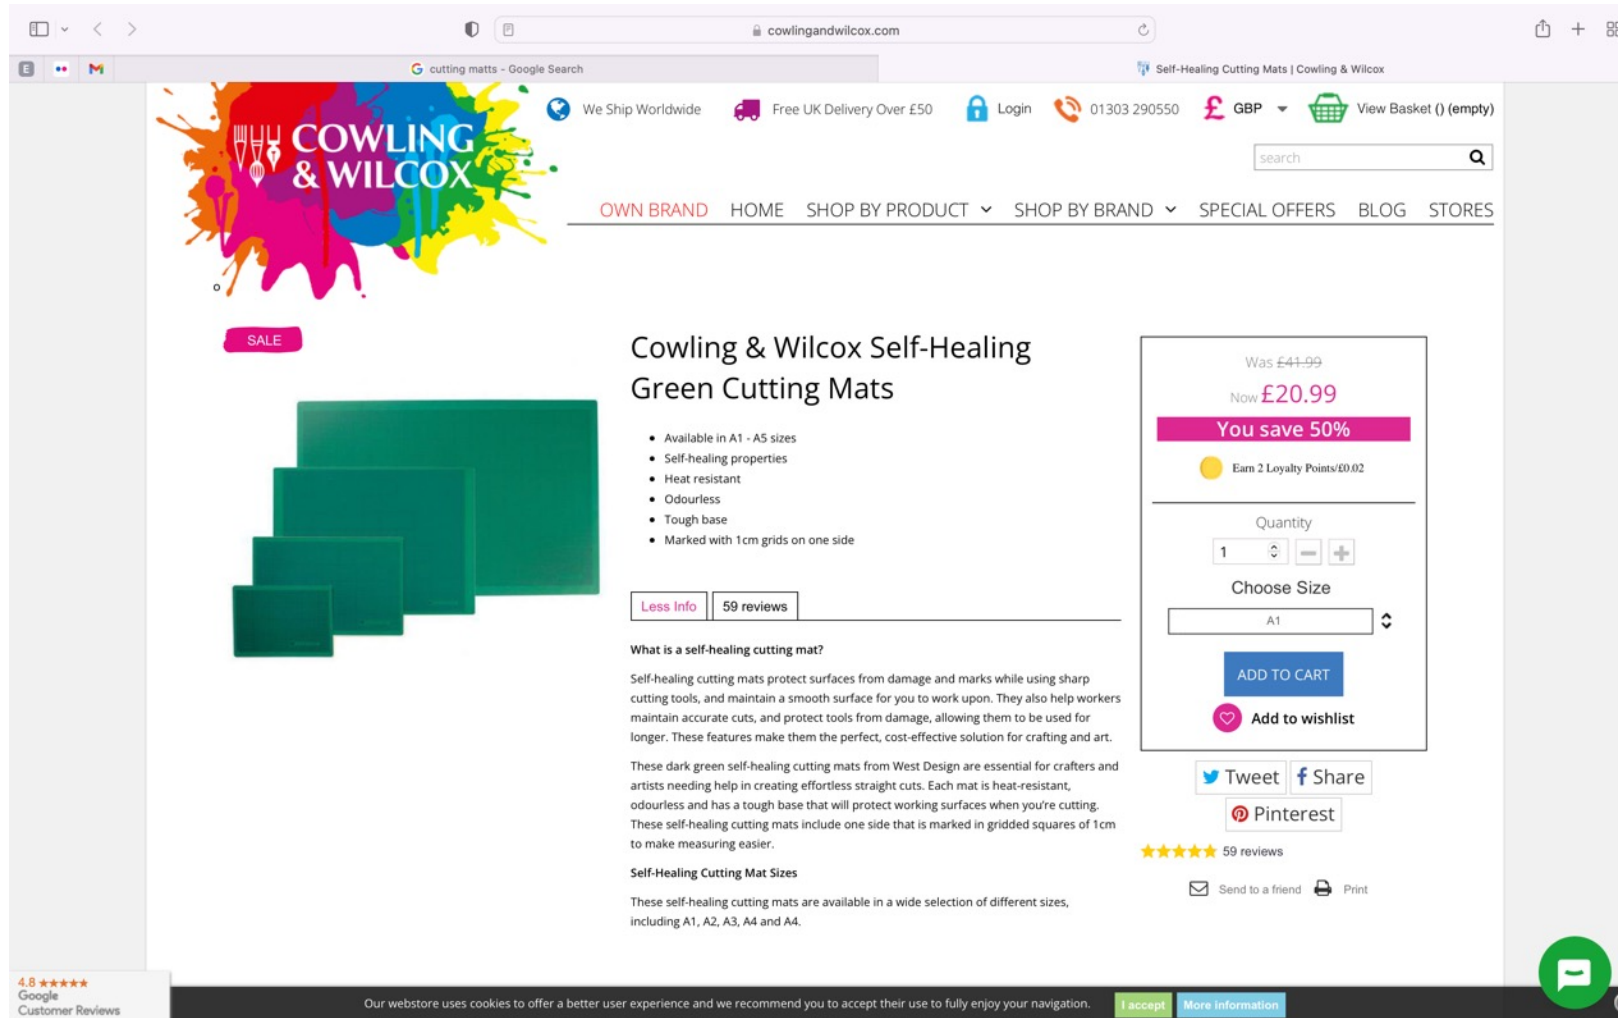 cowlingandwilcox.com
E
cutting matts - Google Search
Self-Healing Cutting Mats | Cowling & Wilcox
COWLING
& WILCOX
We Ship Worldwide
Free UK Delivery Over £50
Login
01303 290550
£ GBP
View Basket () (empty)
search
OWN BRAND HOME SHOP BY PRODUCT SHOP BY BRAND SPECIAL OFFERS BLOG STORES
SALE
Cowling & Wilcox Self-Healing
Green Cutting Mats
• Available in A1 - A5 sizes
• Self-healing properties
• Heat resistant
• Odourless
• Tough base
• Marked with 1cm grids on one side
Less Info
59 reviews
What is a self-healing cutting mat?
Self-healing cutting mats protect surfaces from damage and marks while using sharp
cutting tools, and maintain a smooth surface for you to work upon. They also help workers
maintain accurate cuts, and protect tools from damage, allowing them to be used for
longer. These features make them the perfect, cost-effective solution for crafting and art.
These dark green self-healing cutting mats from West Design are essential for crafters and
artists needing help in creating effortless straight cuts. Each mat is heat-resistant,
odourless and has a tough base that will protect working surfaces when you're cutting.
These self-healing cutting mats include one side that is marked in gridded squares of 1cm
to make measuring easier.
Self-Healing Cutting Mat Sizes
These self-healing cutting mats are available in a wide selection of different sizes,
including A1, A2, A3, A4 and A4.
Was £41.99
Now £20.99
You save 50%
Earn 2 Loyalty Points/£0.02
Quantity
1
Choose Size
A1
ADD TO CART
Add to wishlist
Tweet
Share
Pinterest
59 reviews
Send to a friend
Print
4.8
Google
Customer Reviews
Our webstore uses cookies to offer a better user experience and we recommend you to accept their use to fully enjoy your navigation.
I accept
More information